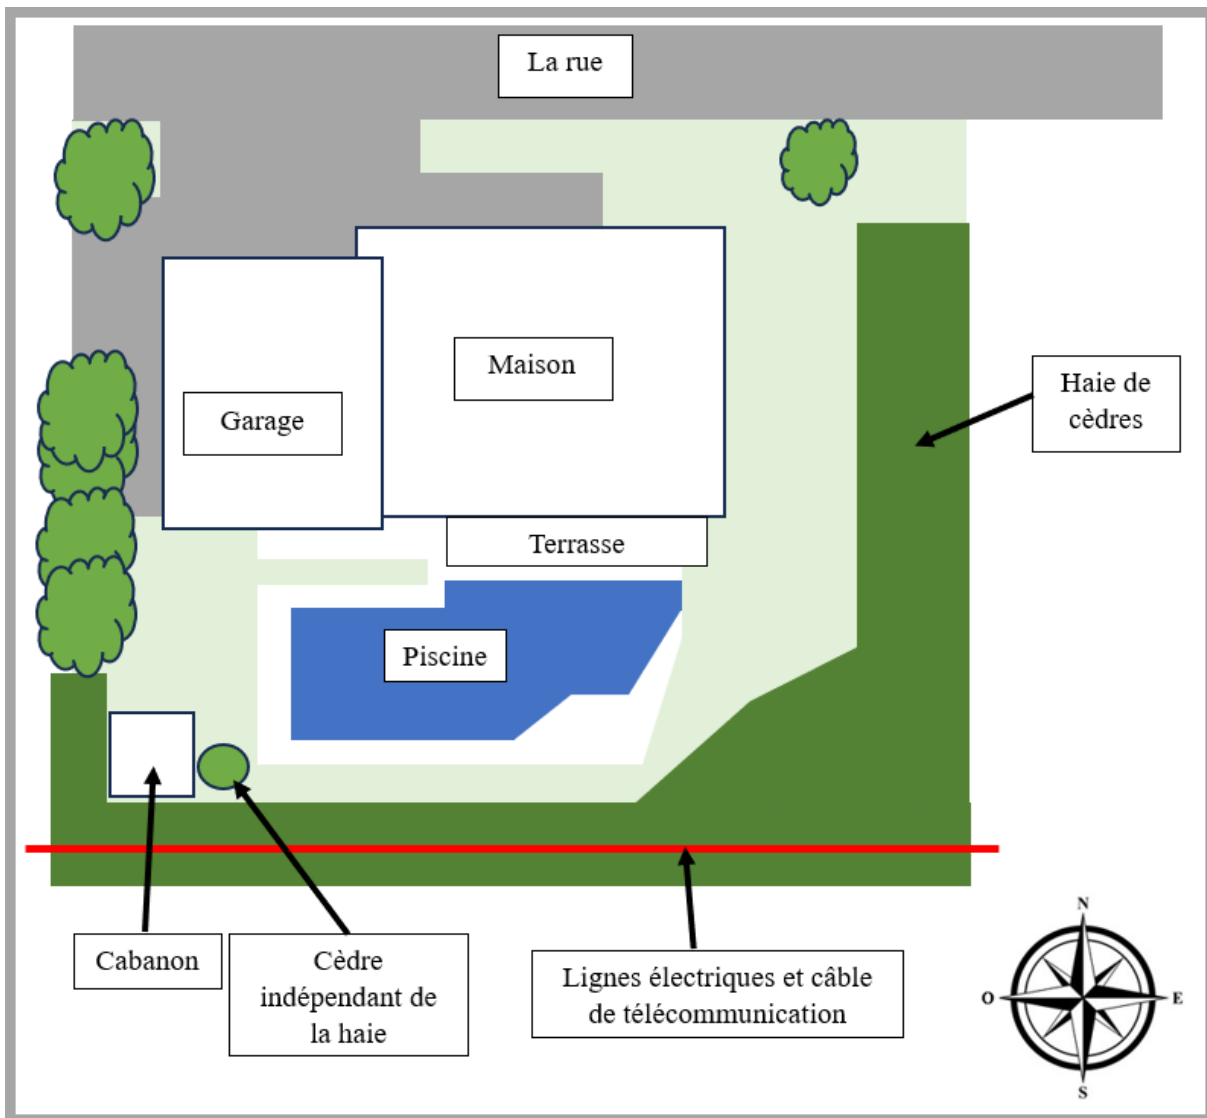 La rue
Maison
Haie de
cèdres
Garage
Terrasse
Piscine
Cabanon
Cèdre
indépendant de
la haie
Lignes électriques et câble
de télécommunication
N
O
E
S